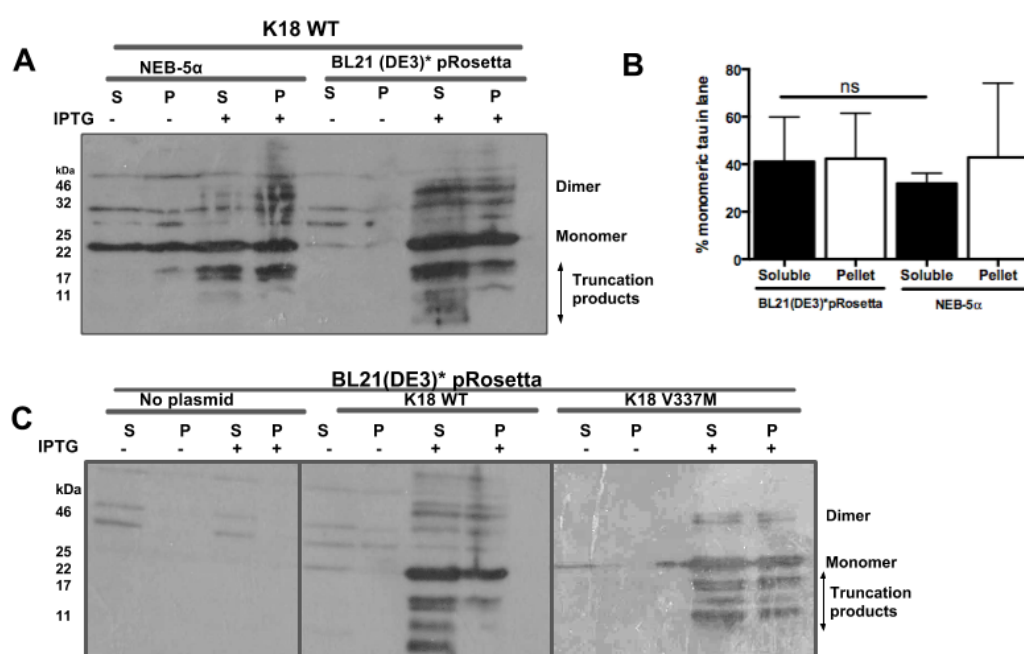 A
K18 WT
NEB-5α
BL21 (DE3)* pRosetta
S P S P S P S P
IPTG - - + + - - + +
kDa
46
32
25
22
17
11
Dimer
Monomer
Truncation
products
B
% monomeric tau in lane
80
60
40
20
0
ns
Soluble Pellet Soluble Pellet
BL21(DE3)*pRosetta NEB-5α
C
BL21(DE3)* pRosetta
No plasmid K18 WT K18 V337M
S P S P S P S P S P S P
IPTG - - + + - - + + - - + +
kDa
46
25
22
17
11
Dimer
Monomer
Truncation
products